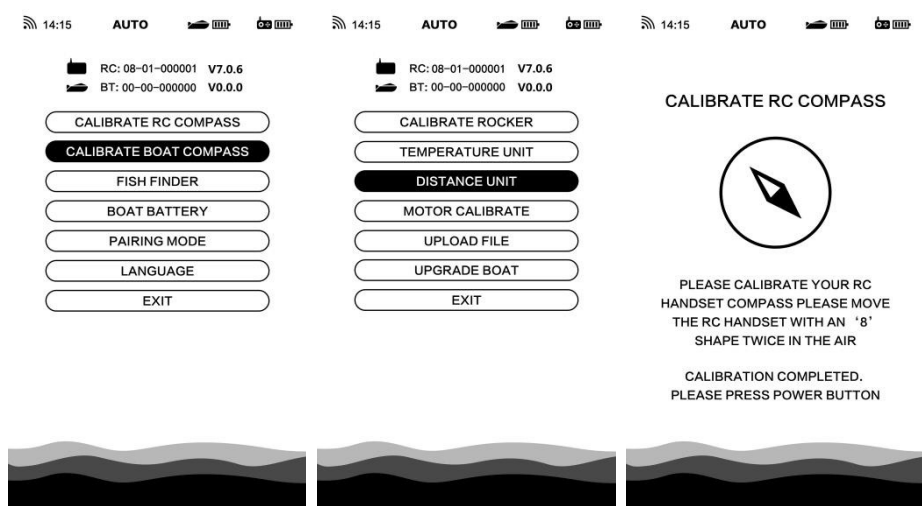 14:15 AUTO
RC: 08-01-000001 V7.0.6
BT: 00-00-000000 V0.0.0
CALIBRATE RC COMPASS
CALIBRATE BOAT COMPASS
FISH FINDER
BOAT BATTERY
PAIRING MODE
LANGUAGE
EXIT
14:15 AUTO
RC: 08-01-000001 V7.0.6
BT: 00-00-000000 V0.0.0
CALIBRATE ROCKER
TEMPERATURE UNIT
DISTANCE UNIT
MOTOR CALIBRATE
UPLOAD FILE
UPGRADE BOAT
EXIT
14:15 AUTO
CALIBRATE RC COMPASS
PLEASE CALIBRATE YOUR RC
HANDSET COMPASS PLEASE MOVE
THE RC HANDSET WITH AN ‘8’
SHAPE TWICE IN THE AIR
CALIBRATION COMPLETED.
PLEASE PRESS POWER BUTTON